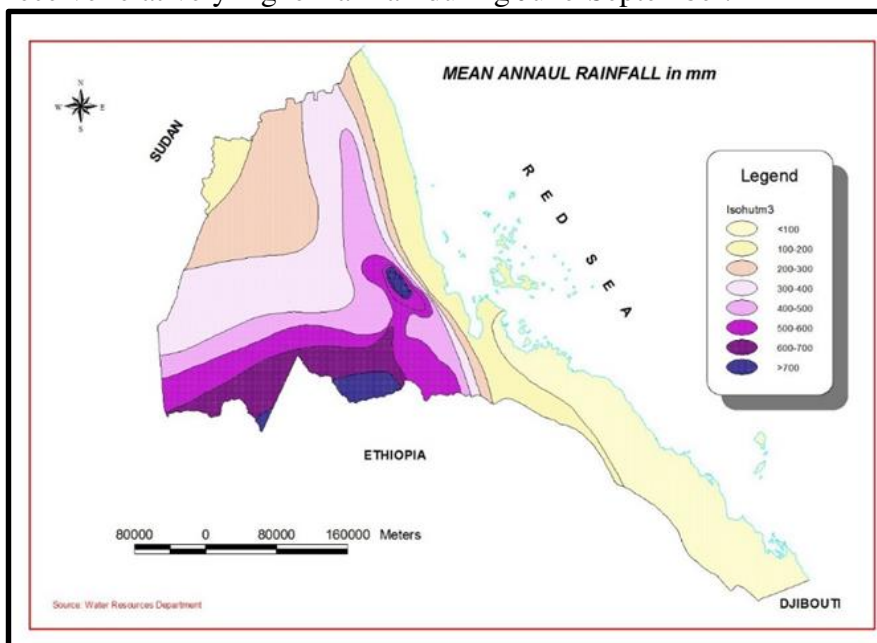 MEAN ANNAUL RAINFALL in mm
N
W E
S
SUDAN
RED SEA
Legend
Isohutm3
<100
100-200
200-300
300-400
400-500
500-600
600-700
>700
ETHIOPIA
80000 0 80000 160000 Meters
Source: Water Resources Department
DJIBOUTI